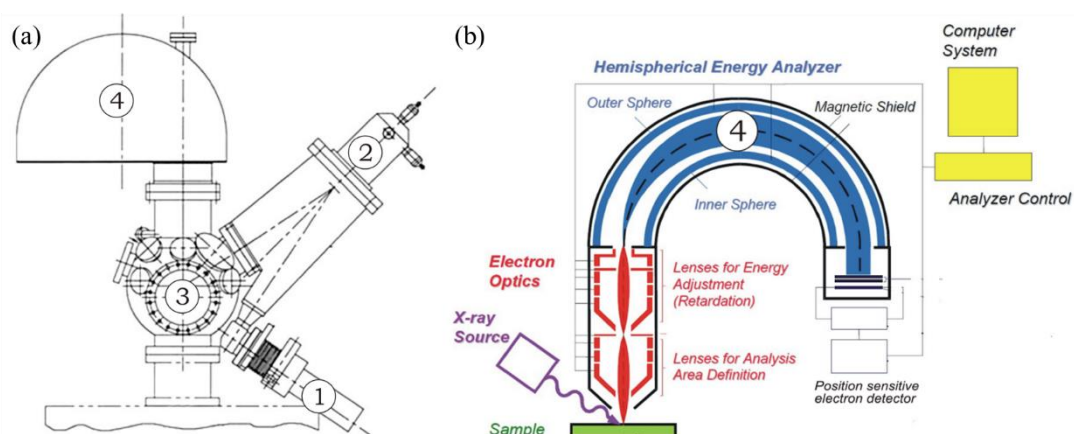 (a)
4
2
3
1
(b)
Computer
System
Hemispherical Energy Analyzer
Outer Sphere
Magnetic Shield
4
Inner Sphere
Analyzer Control
Electron
Optics
Lenses for Energy
Adjustment
(Retardation)
X-ray
Source
Lenses for Analysis
Area Definition
Position sensitive
electron detector
Sample